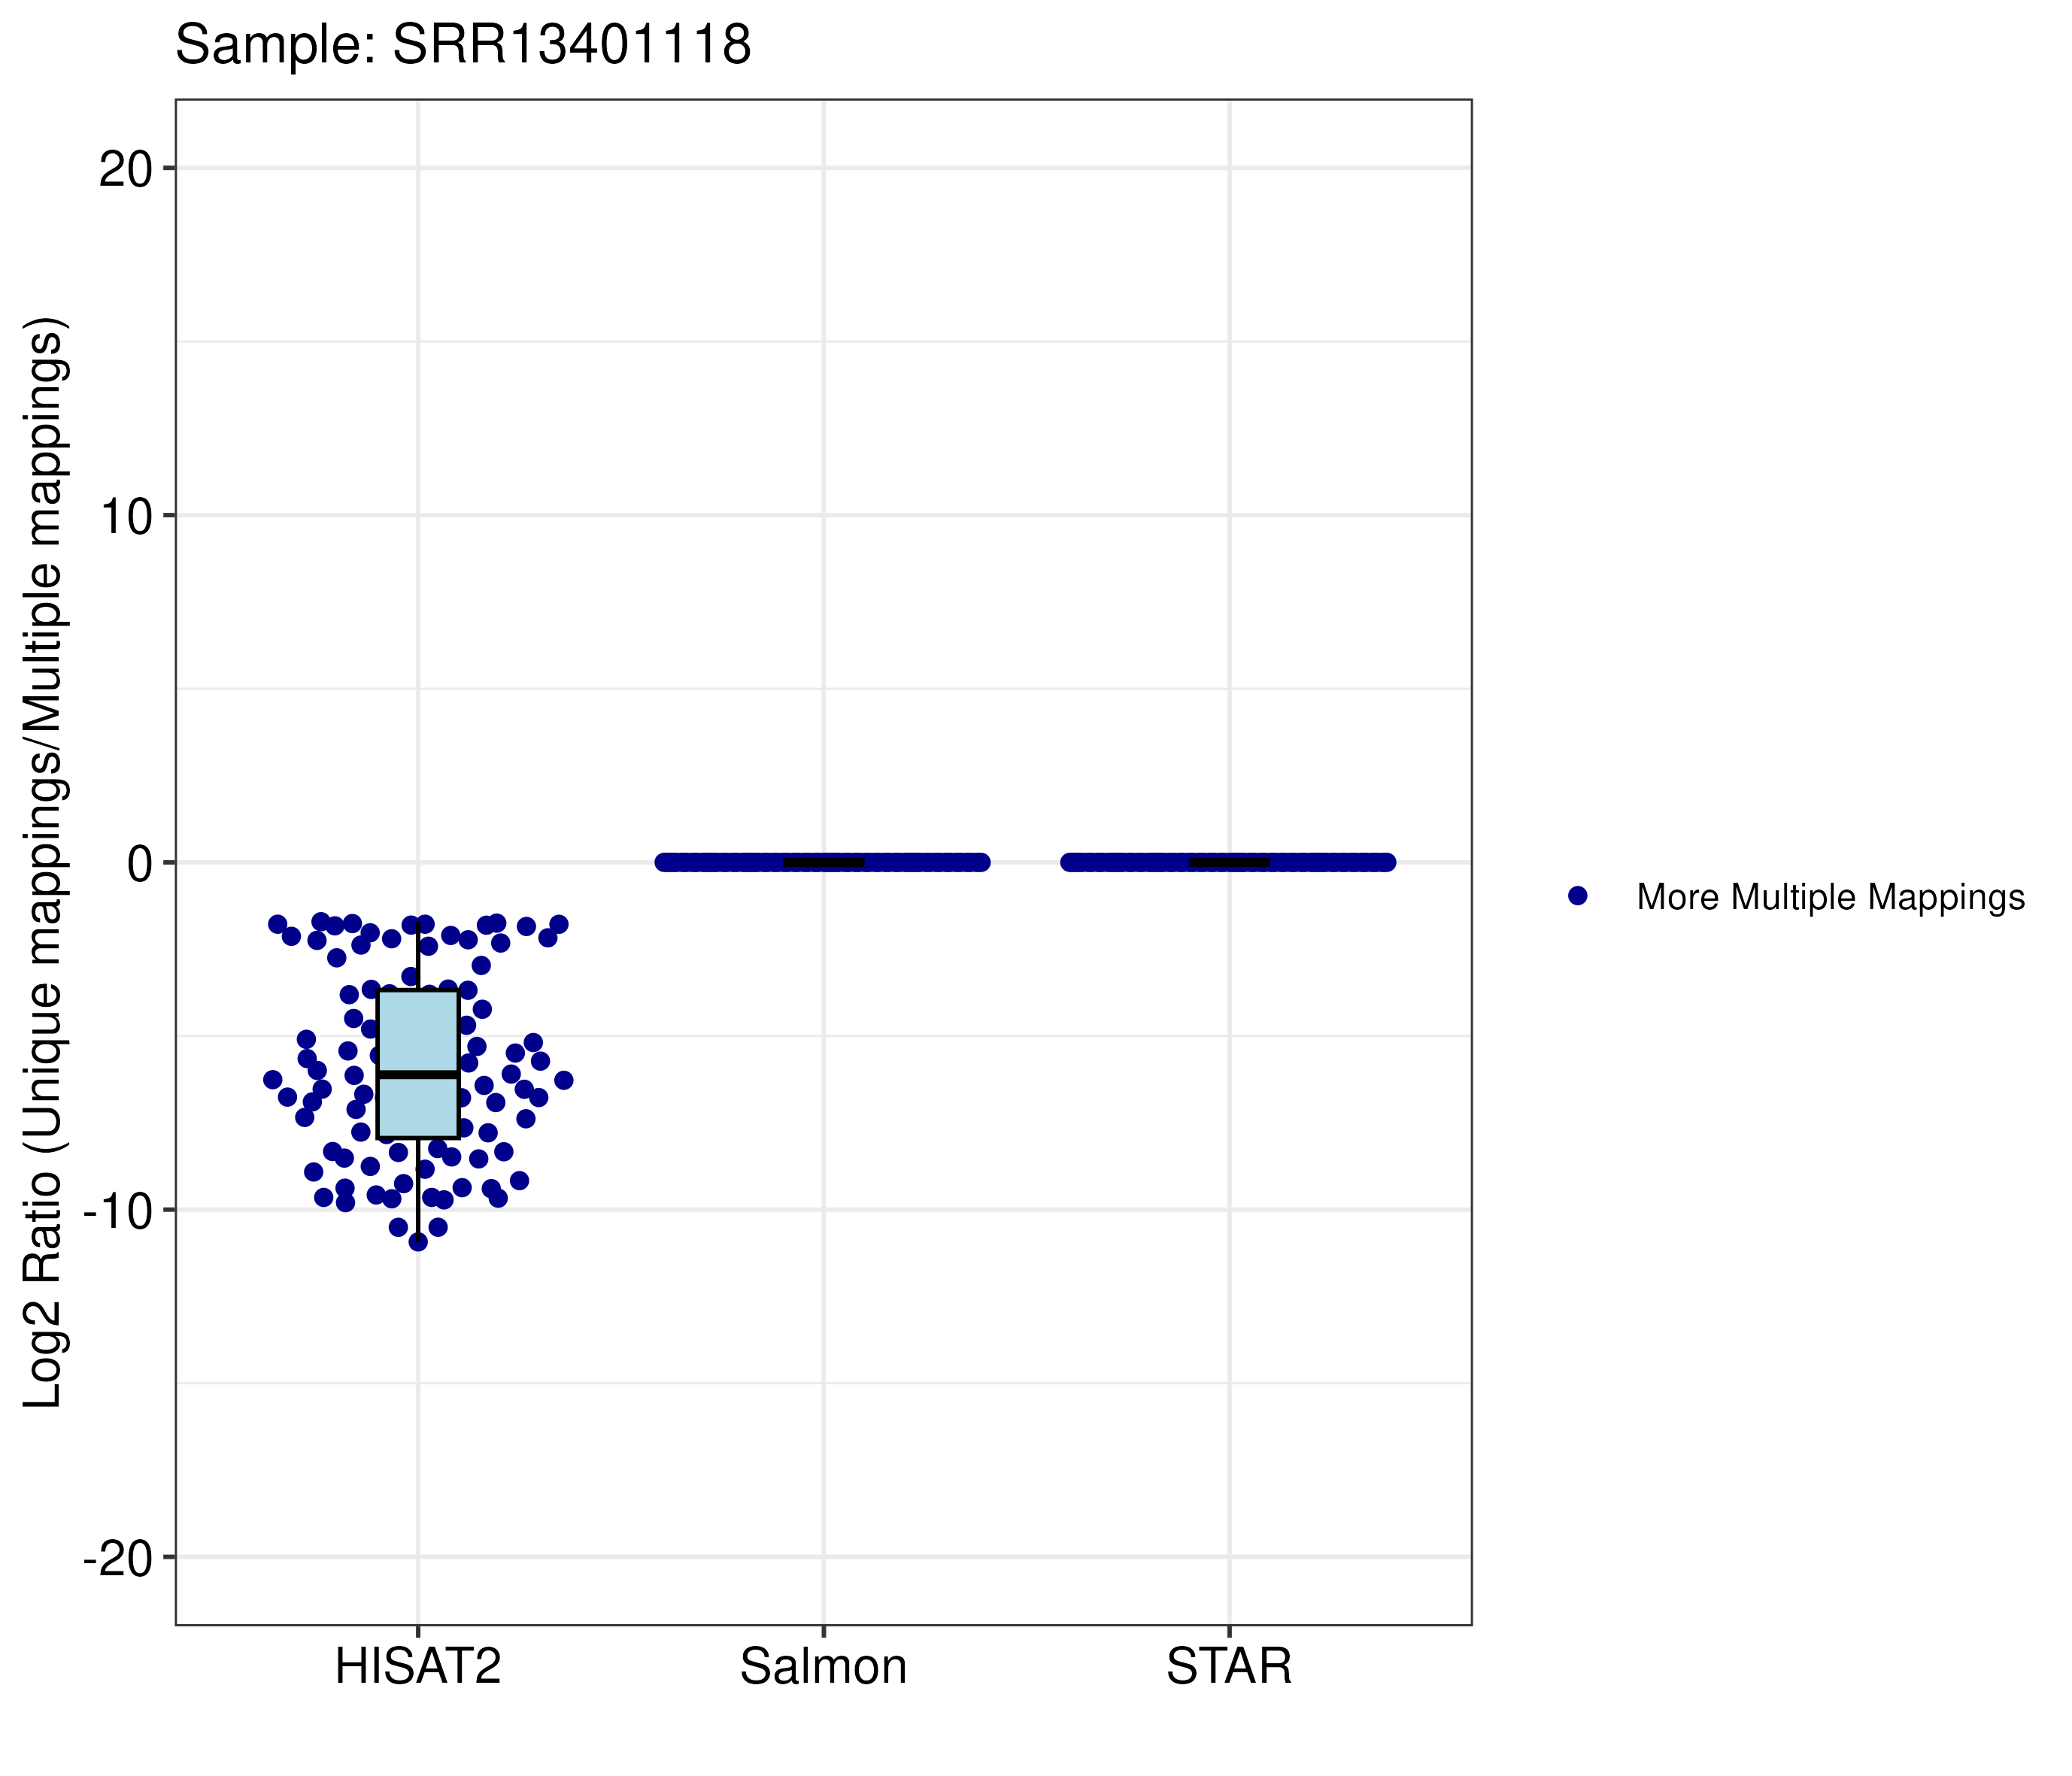 Sample: SRR13401118
Log2 Ratio (Unique mappings/Multiple mappings)
20
10
0
-10
-20
HISAT2
Salmon
STAR
More Multiple Mappings